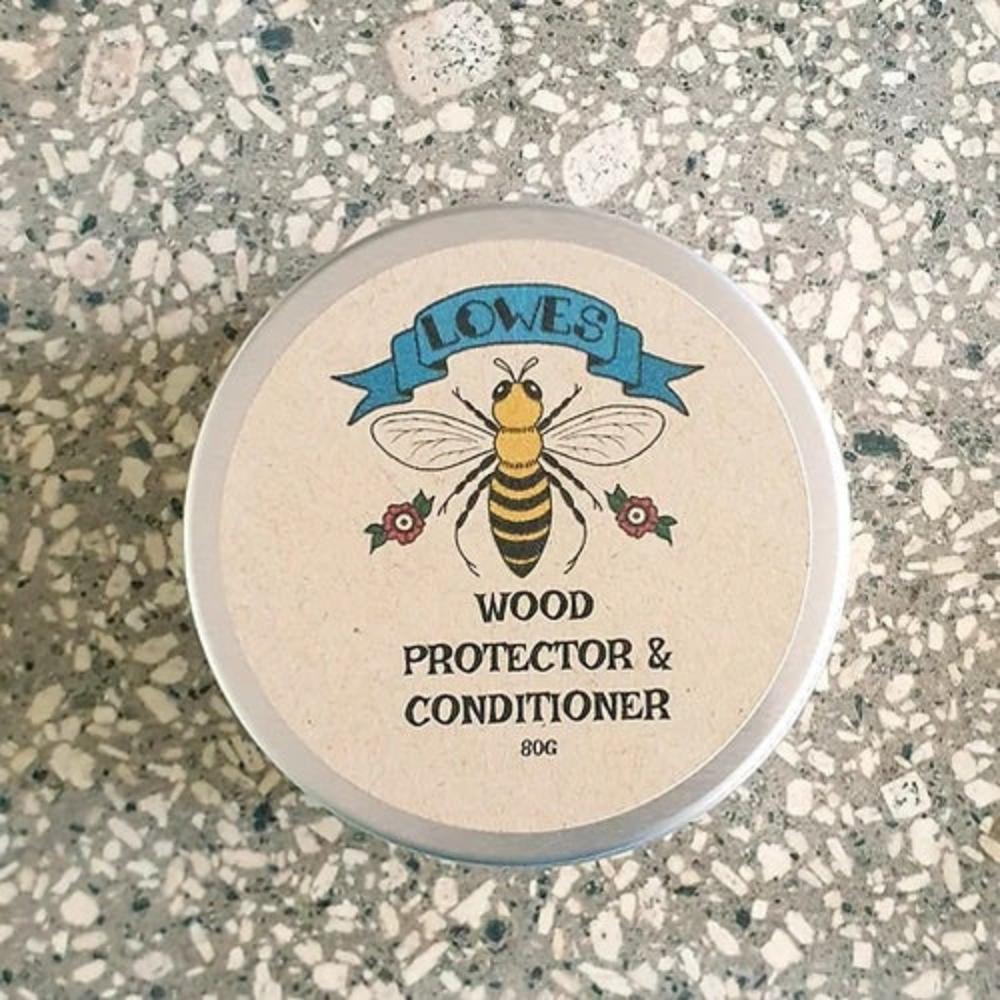 LOWES
WOOD
PROTECTOR &
CONDITIONER
80G